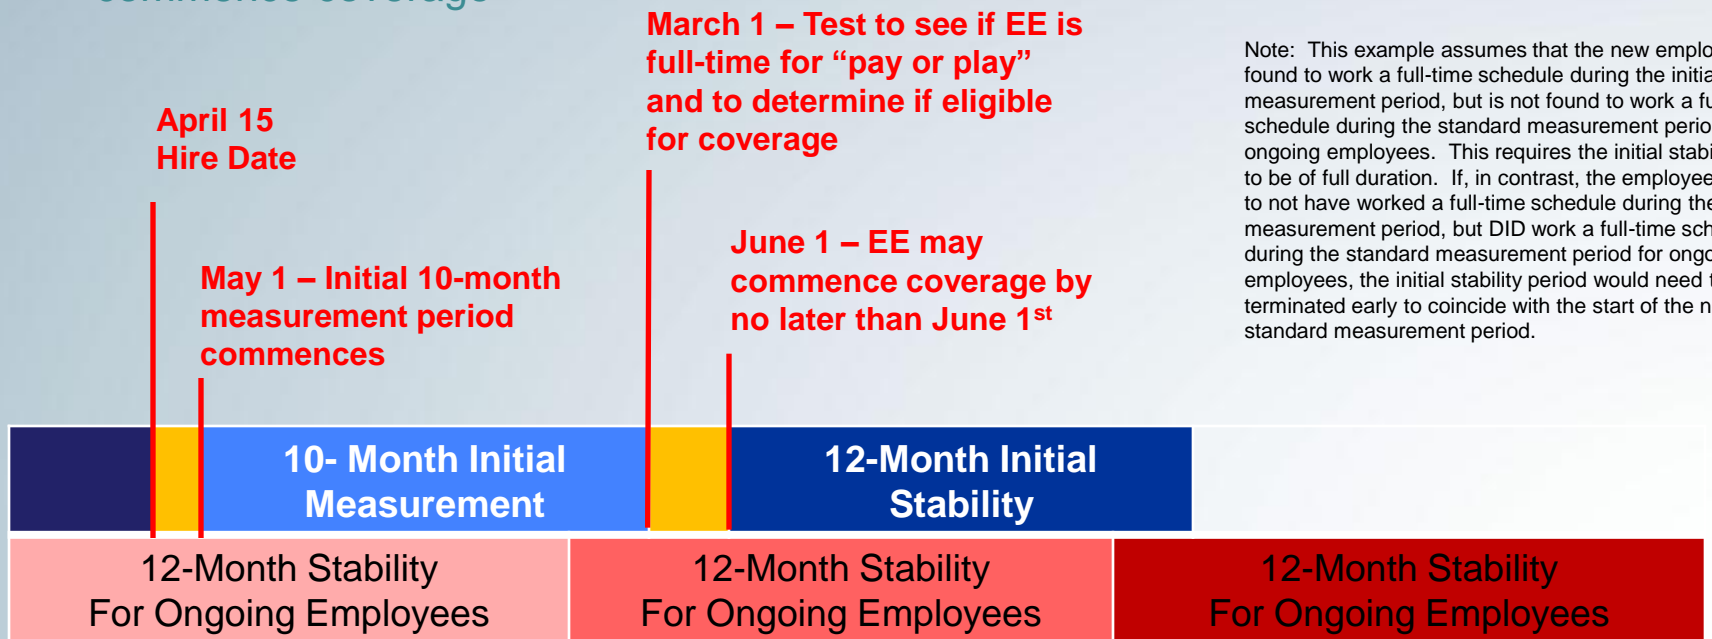 commence coverage
March 1 – Test to see if EE is
full-time for “pay or play”
and to determine if eligible
for coverage
April 15
Hire Date
May 1 – Initial 10-month
measurement period
commences
June 1 – EE may
commence coverage by
no later than June 1st
Note: This example assumes that the new
found to work a full-time schedule during the
measurement period, but is not found to work a
schedule during the standard measurement
ongoing employees. This requires the initial
to be of full duration. If, in contrast, the employee
to not have worked a full-time schedule during the
measurement period, but DID work a full-time
during the standard measurement period for
employees, the initial stability period would need
terminated early to coincide with the start of the
standard measurement period.
10- Month Initial
Measurement
12-Month Initial
Stability
12-Month Stability
For Ongoing Employees
12-Month Stability
For Ongoing Employees
12-Month Stability
For Ongoing Employees